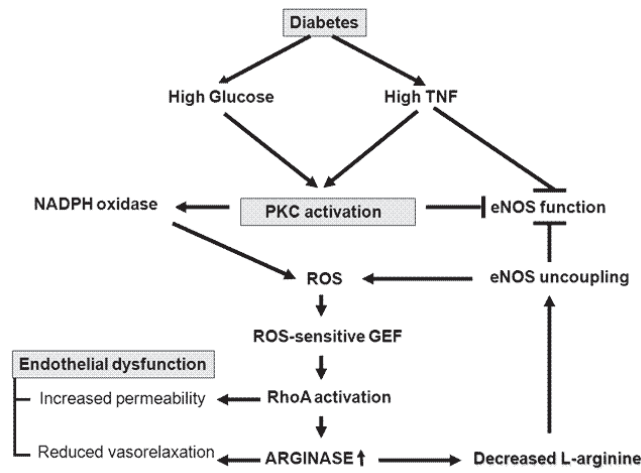 Diabetes
High Glucose
High TNF
NADPH oxidase
PKC activation
eNOS function
ROS
eNOS uncoupling
ROS-sensitive GEF
Endothelial dysfunction
Increased permeability
RhoA activation
Reduced vasorelaxation
ARGINASE
Decreased L-arginine